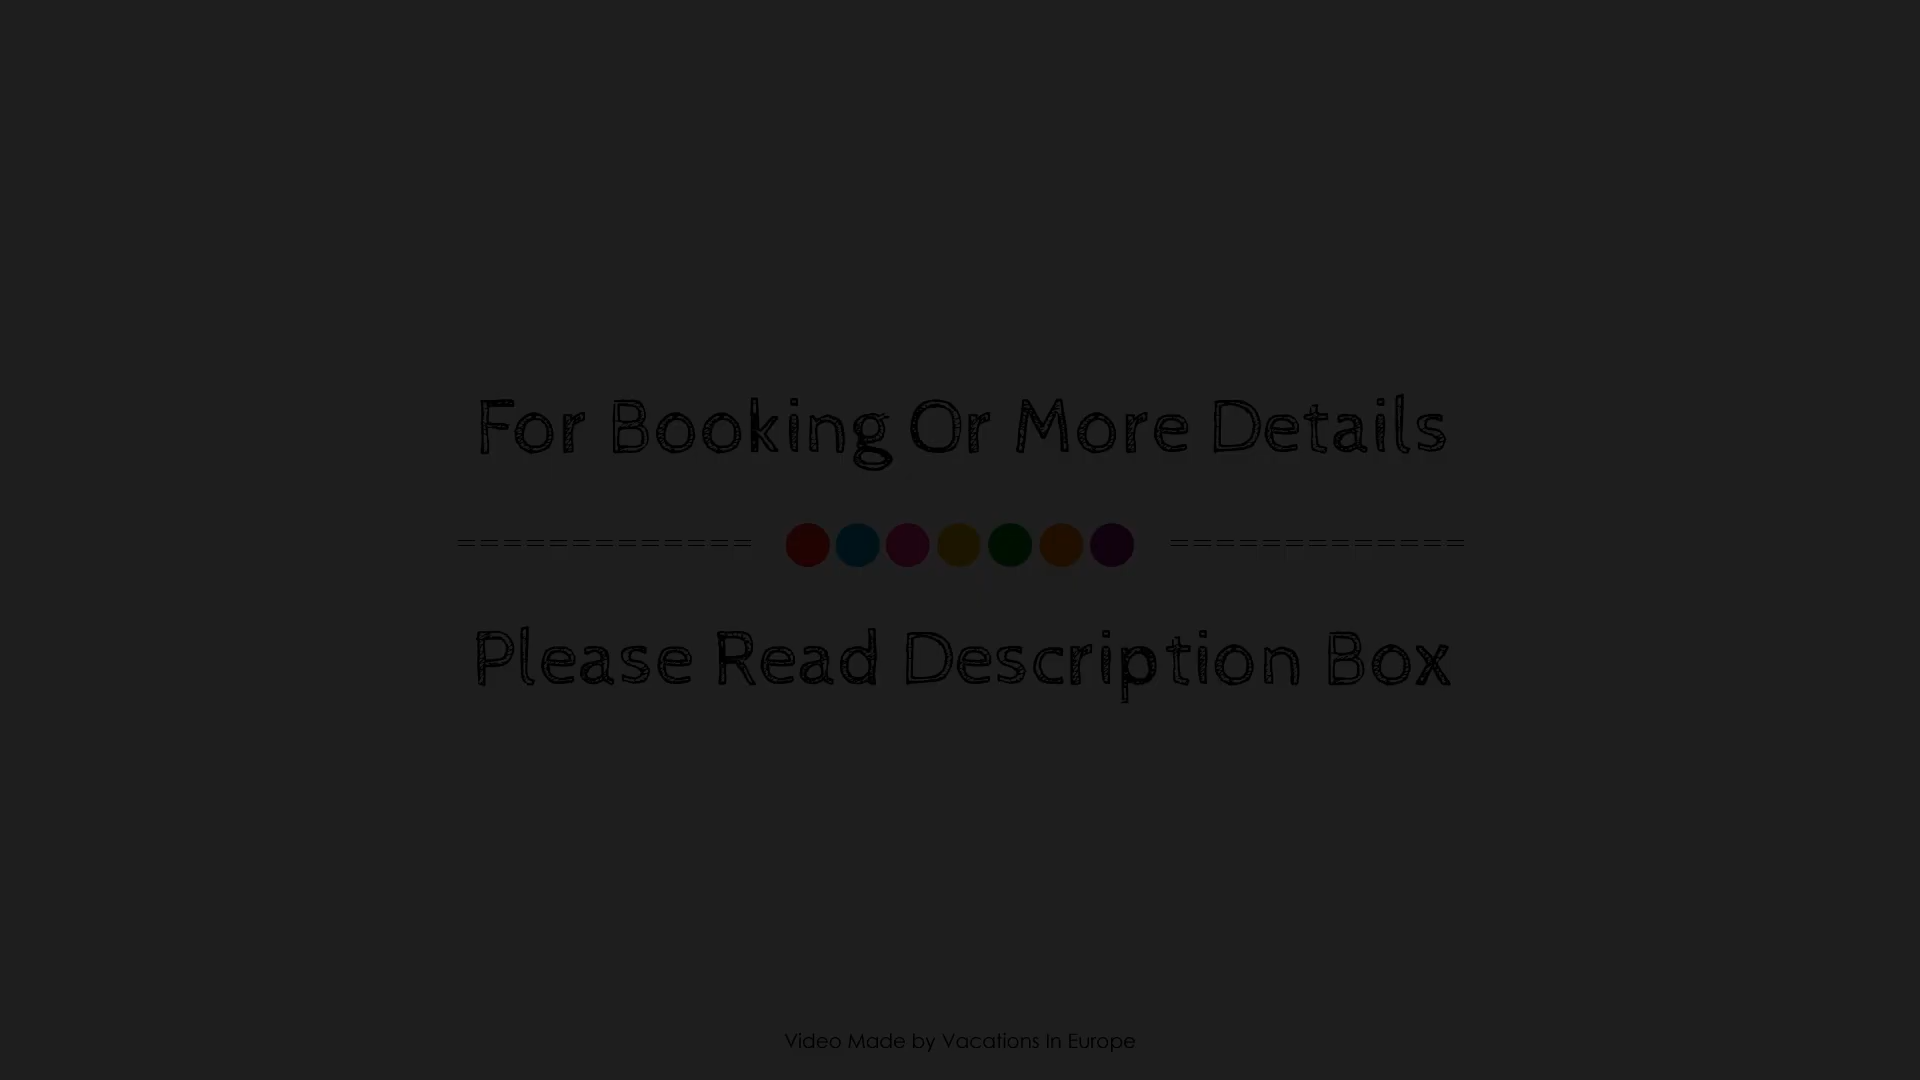 For Booking Or More Details
============= =============
Please Read Description Box
Video Made by Vacations In Europe